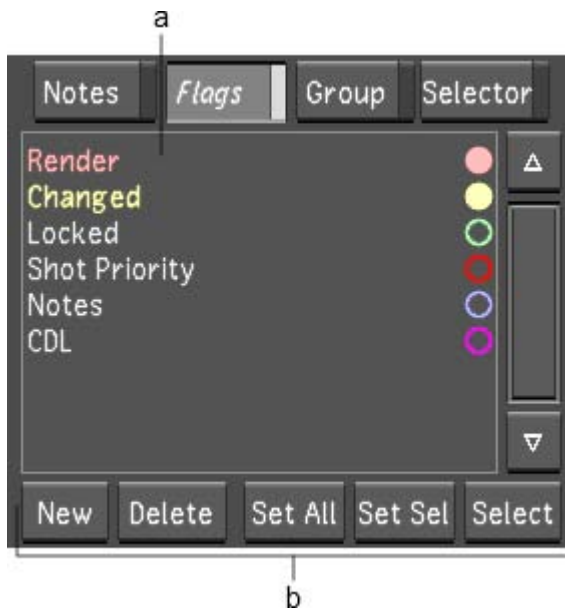 a
Notes Flags Group Selector
Render
Changed
Locked
Shot Priority
Notes
CDL
New Delete Set All Set Sel Select
b